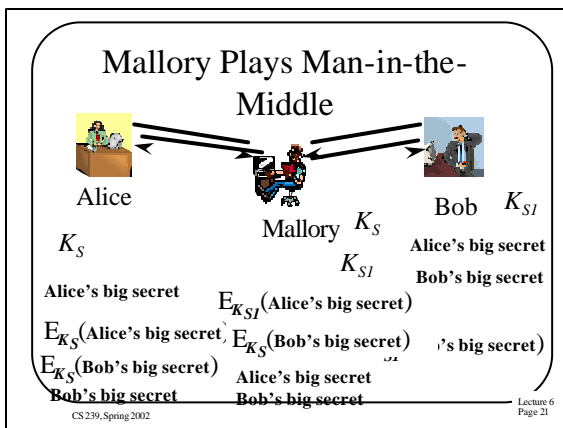 Mallory Plays Man-in-the-
Middle
Alice
Mallory
Bob
K_S
K_S1
K_S
K_S1
Alice's big secret
Bob's big secret
Alice's big secret
E_KS1(Alice's big secret)
E_KS(Alice's big secret)
E_KS(Bob's big secret)
's big secret)
E_KS(Bob's big secret)
Alice's big secret
Bob's big secret
Bob's big secret
CS 239, Spring 2002
Lecture 6
Page 21